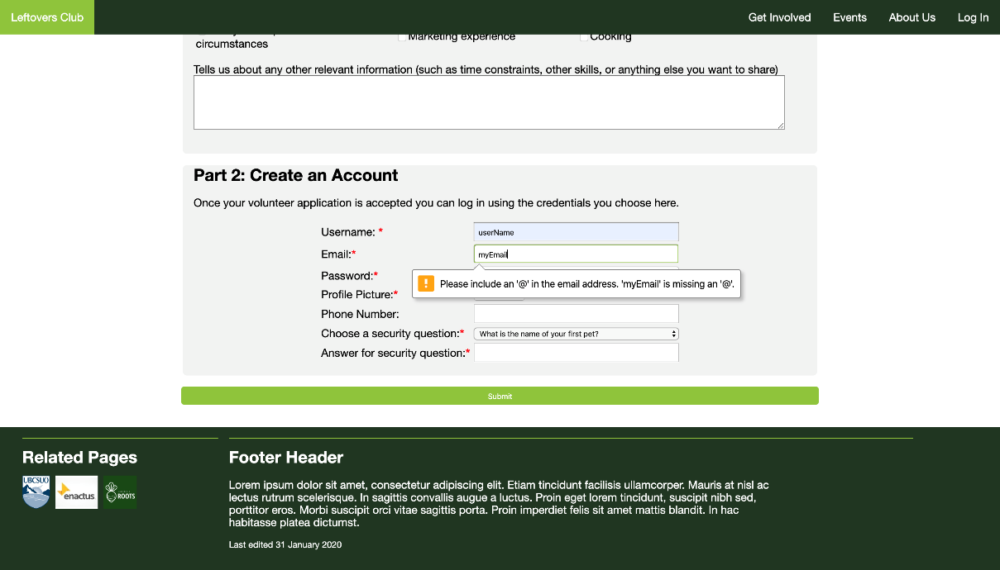 Leftovers Club
Get Involved
Events
About Us
Log In
circumstances
Marketing experience
Cooking
Tells us about any other relevant information (such as time constraints, other skills, or anything else you want to share)
Part 2: Create an Account
Once your volunteer application is accepted you can log in using the credentials you choose here.
Username: *
userName
Email:*
myEmail
Password:*
Please include an '@' in the email address. 'myEmail' is missing an '@'.
Profile Picture:*
Phone Number:
Choose a security question:*
What is the name of your first pet?
Answer for security question:*
Submit
Related Pages
UBCSUO
enactus
ROOTS
Footer Header
Lorem ipsum dolor sit amet, consectetur adipiscing elit. Etiam tincidunt facilisis ullamcorper. Mauris at nisl ac
lectus rutrum scelerisque. In sagittis convallis augue a luctus. Proin eget lorem tincidunt, suscipit nibh sed,
porttitor eros. Morbi suscipit orci vitae sagittis porta. Proin imperdiet felis sit amet mattis blandit. In hac
habitasse platea dictumst.
Last edited 31 January 2020